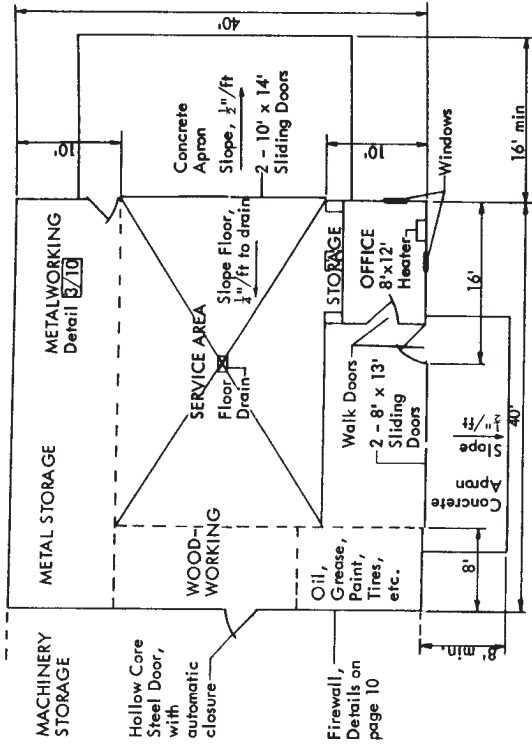 40'
10'
METALWORKING
Detail 3/10
METAL STORAGE
MACHINERY
STORAGE
Concrete
Apron
Slope, ½"/ft
2 - 10' x 14'
Sliding Doors
Slope Floor,
¼"/ft to drain
SERVICE AREA
Floor
Drain
WOOD-
WORKING
Hollow Core
Steel Door,
with
automatic
closure
10'
STORAGE
OFFICE
8'x12'
Heater
Windows
16' min
Walk Doors
2 - 8' x 13'
Sliding
Doors
16'
Oil,
Grease,
Paint,
Tires,
etc.
Firewall,
Details on
page 10
Concrete
Apron
Slope
"/ft
40'
8'
8' min.